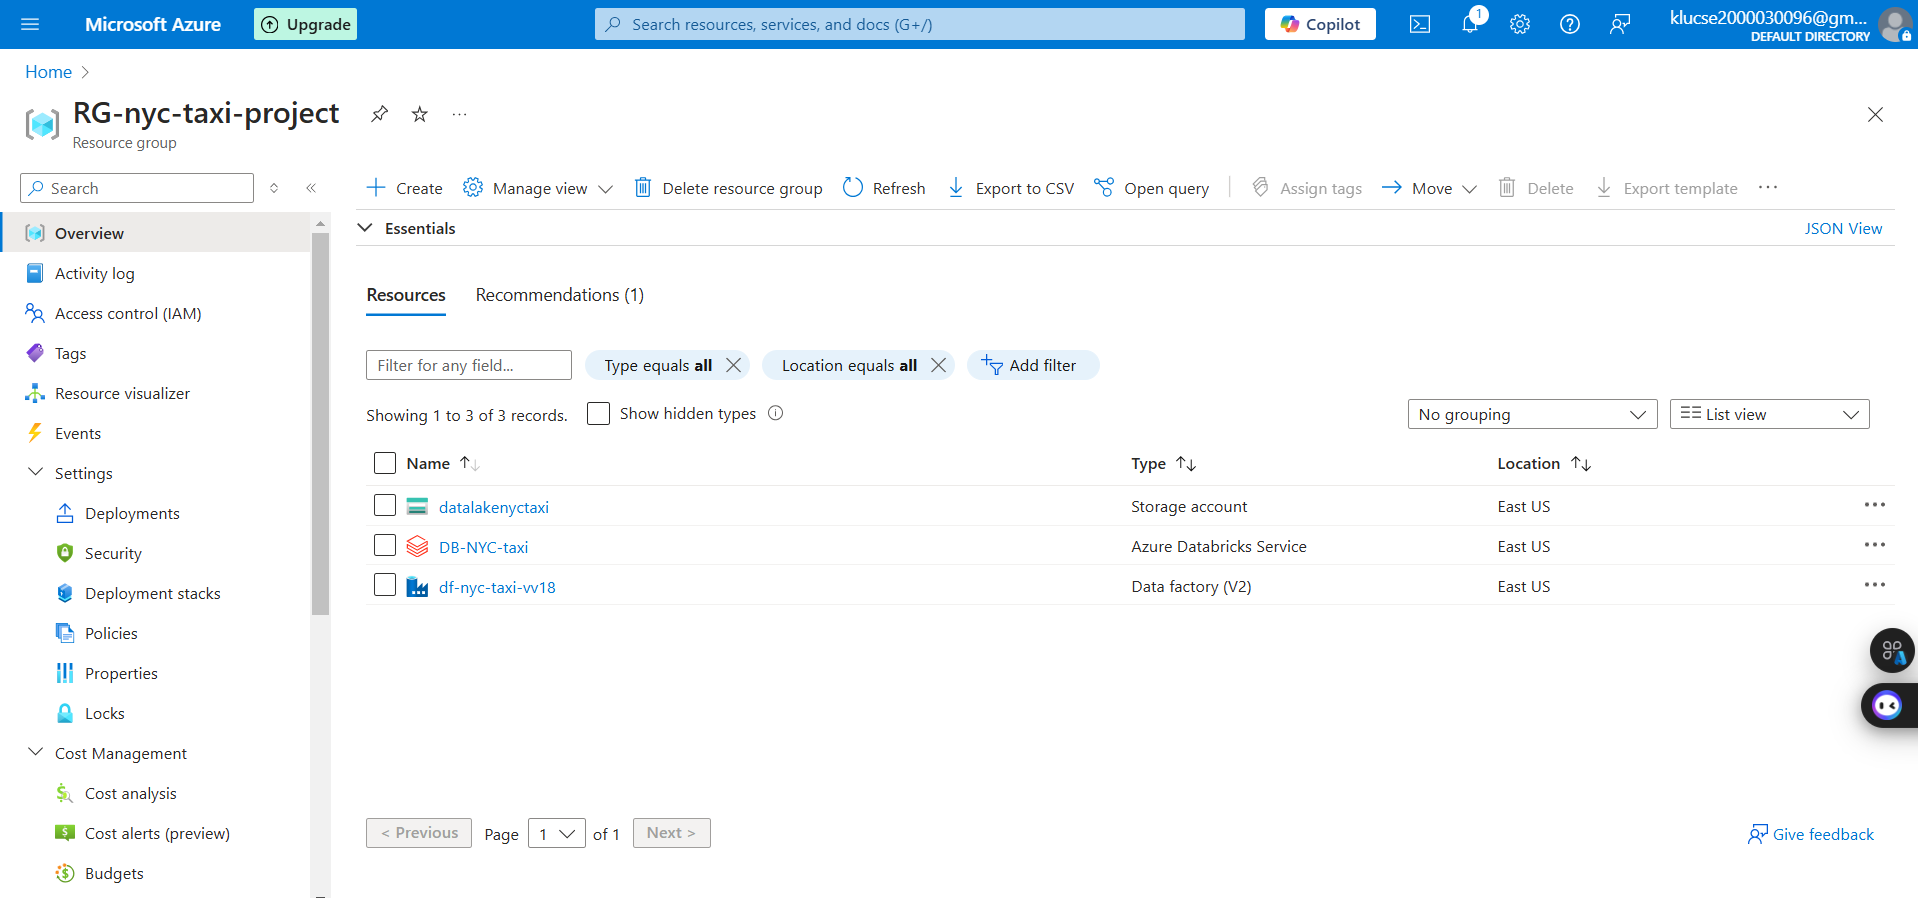 Microsoft Azure
Upgrade
Search resources, services, and docs (G+/)
Copilot
1
klucse2000030096@gm...
DEFAULT DIRECTORY
Home
RG-nyc-taxi-project
...
Resource group
Search
Create
Manage view
Delete resource group
Refresh
Export to CSV
Open query
Assign tags
Move
Delete
Export template
...
Overview
Activity log
Access control (IAM)
Tags
Resource visualizer
Events
Settings
Deployments
Security
Deployment stacks
Policies
Properties
Locks
Cost Management
Cost analysis
Cost alerts (preview)
Budgets
Essentials
JSON View
Resources
Recommendations (1)
Filter for any field...
Type equals all
Location equals all
Add filter
Showing 1 to 3 of 3 records.
Show hidden types
No grouping
List view
Name
Type
Location
datalakenyctaxi
Storage account
East US
DB-NYC-taxi
Azure Databricks Service
East US
df-nyc-taxi-vv18
Data factory (V2)
East US
< Previous
Page
1
of 1
Next >
Give feedback